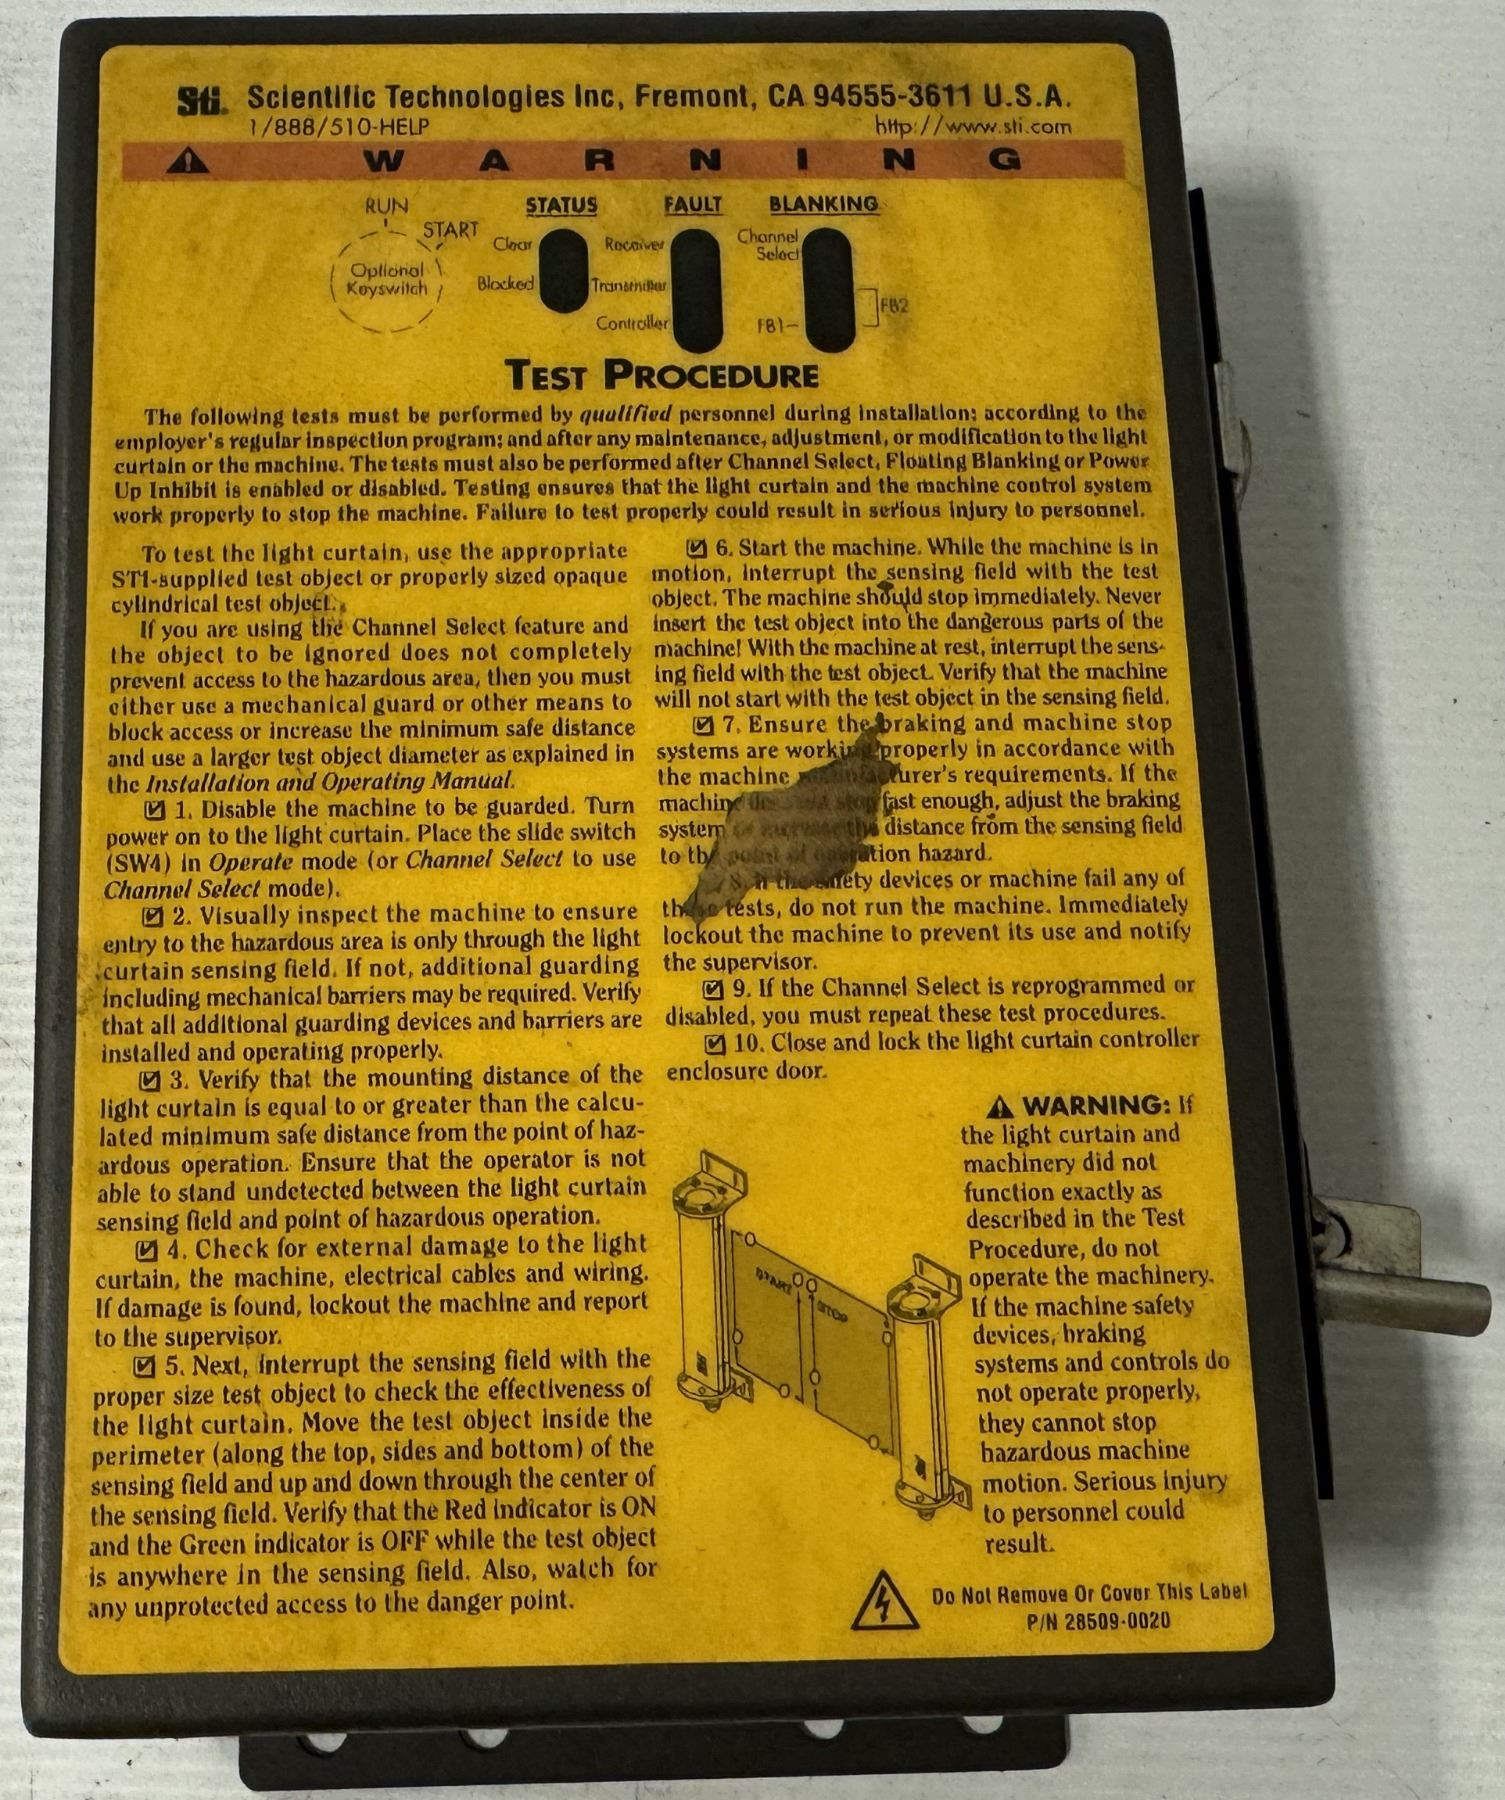 Sti. Scientific Technologies Inc, Fremont, CA 94555-3611 U.S.A.
1/888/510-HELP http://www.sti.com
WARNING
RUN
START
Optional
Keyswitch
STATUS
Clear
Blocked
FAULT
Receiver
Transmitter
Controller
BLANKING
Channel
Select
FB1
FB2
TEST PROCEDURE
The following tests must be performed by qualified personnel during installation; according to the
employer's regular inspection program; and after any maintenance, adjustment, or modification to the light
curtain or the machine. The tests must also be performed after Channel Select, Floating Blanking or Power
Up Inhibit is enabled or disabled. Testing ensures that the light curtain and the machine control system
work properly to stop the machine. Failure to test properly could result in serious injury to personnel.
To test the light curtain, use the appropriate
STI-supplied test object or properly sized opaque
cylindrical test object.
If you are using the Channel Select feature and
the object to be ignored does not completely
prevent access to the hazardous area, then you must
either use a mechanical guard or other means to
block access or increase the minimum safe distance
and use a larger test object diameter as explained in
the Installation and Operating Manual.
1. Disable the machine to be guarded. Turn
power on to the light curtain. Place the slide switch
(SW4) in Operate mode (or Channel Select to use
Channel Select mode).
2. Visually inspect the machine to ensure
entry to the hazardous area is only through the light
curtain sensing field. If not, additional guarding
including mechanical barriers may be required. Verify
that all additional guarding devices and barriers are
installed and operating properly.
3. Verify that the mounting distance of the
light curtain is equal to or greater than the calcu-
lated minimum safe distance from the point of haz-
ardous operation. Ensure that the operator is not
able to stand undetected between the light curtain
sensing field and point of hazardous operation.
4. Check for external damage to the light
curtain, the machine, electrical cables and wiring.
If damage is found, lockout the machine and report
to the supervisor.
5. Next, interrupt the sensing field with the
proper size test object to check the effectiveness of
the light curtain. Move the test object inside the
perimeter (along the top, sides and bottom) of the
sensing field and up and down through the center of
the sensing field. Verify that the Red indicator is ON
and the Green indicator is OFF while the test object
is anywhere in the sensing field. Also, watch for
any unprotected access to the danger point.
6. Start the machine. While the machine is in
motion, interrupt the sensing field with the test
object. The machine should stop immediately. Never
insert the test object into the dangerous parts of the
machine! With the machine at rest, interrupt the sens-
ing field with the test object. Verify that the machine
will not start with the test object in the sensing field.
7. Ensure the braking and machine stop
systems are working properly in accordance with
the machine manufacturer's requirements. If the
machine does not stop fast enough, adjust the braking
system or increase the distance from the sensing field
to the point of operation hazard.
8. If the safety devices or machine fail any of
these tests, do not run the machine. Immediately
lockout the machine to prevent its use and notify
the supervisor.
9. If the Channel Select is reprogrammed or
disabled, you must repeat these test procedures.
10. Close and lock the light curtain controller
enclosure door.
START
STOP
WARNING: If
the light curtain and
machinery did not
function exactly as
described in the Test
Procedure, do not
operate the machinery.
If the machine safety
devices, braking
systems and controls do
not operate properly,
they cannot stop
hazardous machine
motion. Serious injury
to personnel could
result.
Do Not Remove Or Cover This Label
P/N 28509-0020